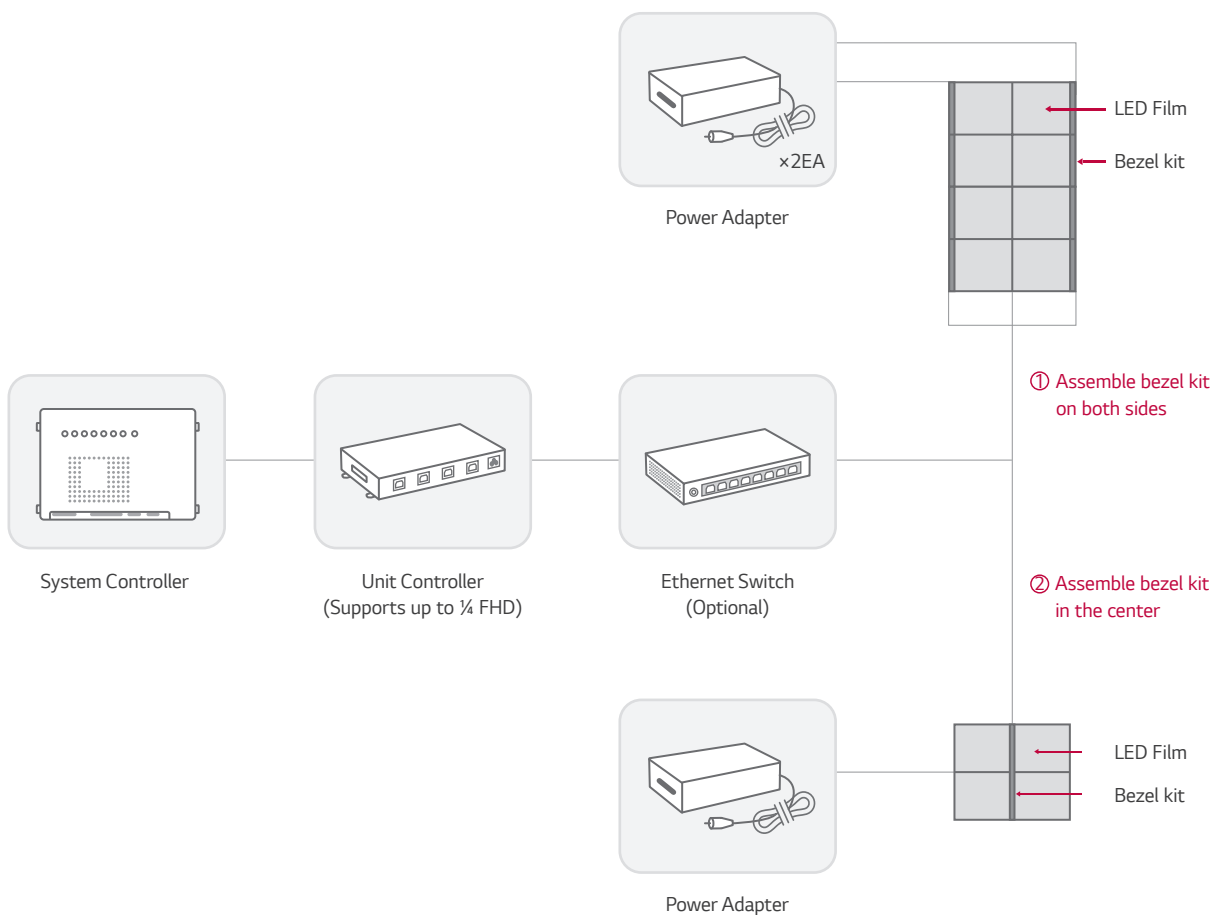 ×2EA
Power Adapter
LED Film
Bezel kit
① Assemble bezel kit
on both sides
System Controller
Unit Controller
(Supports up to ¼ FHD)
Ethernet Switch
(Optional)
② Assemble bezel kit
in the center
LED Film
Bezel kit
Power Adapter